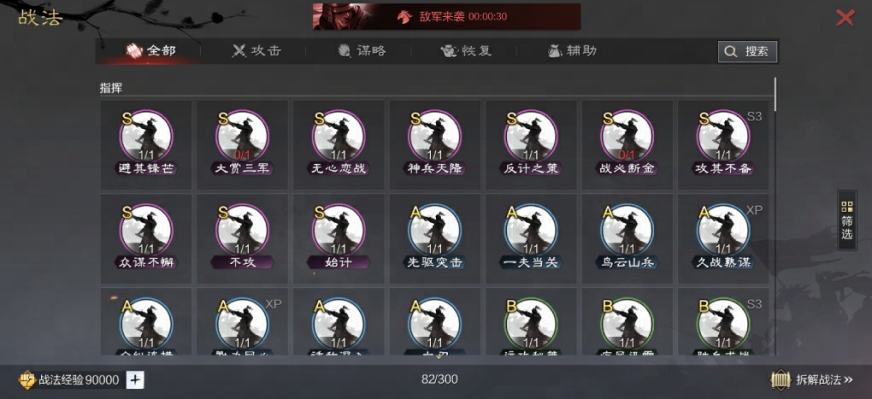 战法
敌军来袭 00:00:30
全部 攻击 谋略 恢复 辅助 搜索
指挥
S S S S S S S S3
1/1 0/1 1/1 1/1 1/1 0/1 1/1
避其锋芒 大赏三军 无心恋战 神兵天降 反计之策 战必断金 攻其不备
S S S A A A A XP
1/1 1/1 1/1 1/1 1/1 1/1 1/1
众谋不懈 不攻 始计 先驱突击 一夫当关 鸟云山兵 久战熟谋
筛选
A A XP A A B B B S3
1/1 1/1 1/1 1/1 1/1 1/1 1/1
战法经验 90000 +
82/300
拆解战法